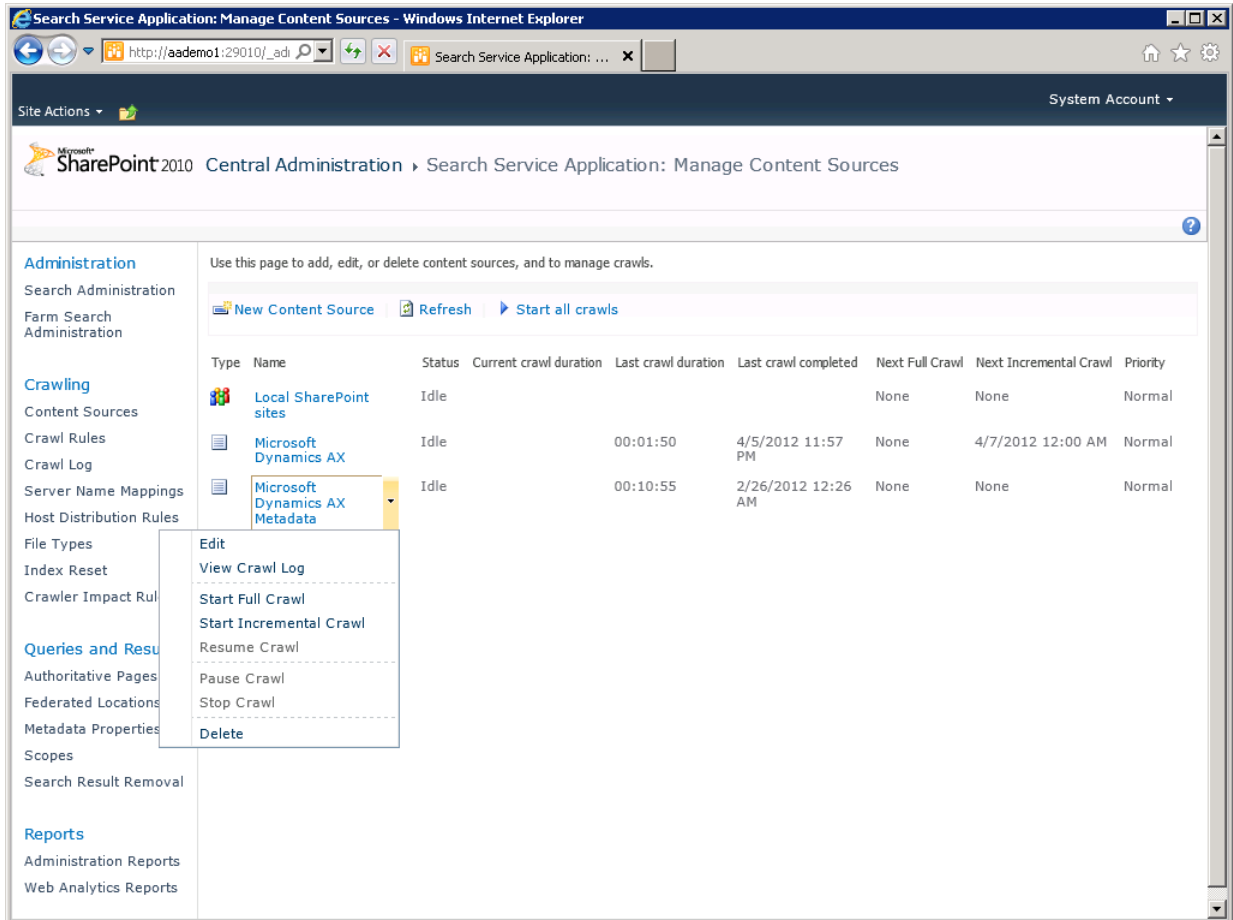 Search Service Application: Manage Content Sources - Windows Internet Explorer
http://aademo1:29010/_adı
Search Service Application: ...
Site Actions
System Account
Microsoft
SharePoint 2010 Central Administration Search Service Application: Manage Content Sources
Administration
Search Administration
Farm Search
Administration
Crawling
Content Sources
Crawl Rules
Crawl Log
Server Name Mappings
Host Distribution Rules
File Types
Index Reset
Crawler Impact Rul
Queries and Resu
Authoritative Pages
Federated Locations
Metadata Properties
Scopes
Search Result Removal
Reports
Administration Reports
Web Analytics Reports
Use this page to add, edit, or delete content sources, and to manage crawls.
New Content Source Refresh Start all crawls
Type Name Status Current crawl duration Last crawl duration Last crawl completed Next Full Crawl Next Incremental Crawl Priority
Local SharePoint Idle None None Normal
sites
Microsoft Idle 00:01:50 4/5/2012 11:57 None 4/7/2012 12:00 AM Normal
Dynamics AX PM
Microsoft Idle 00:10:55 2/26/2012 12:26 None None Normal
Dynamics AX AM
Metadata
Edit
View Crawl Log
Start Full Crawl
Start Incremental Crawl
Resume Crawl
Pause Crawl
Stop Crawl
Delete